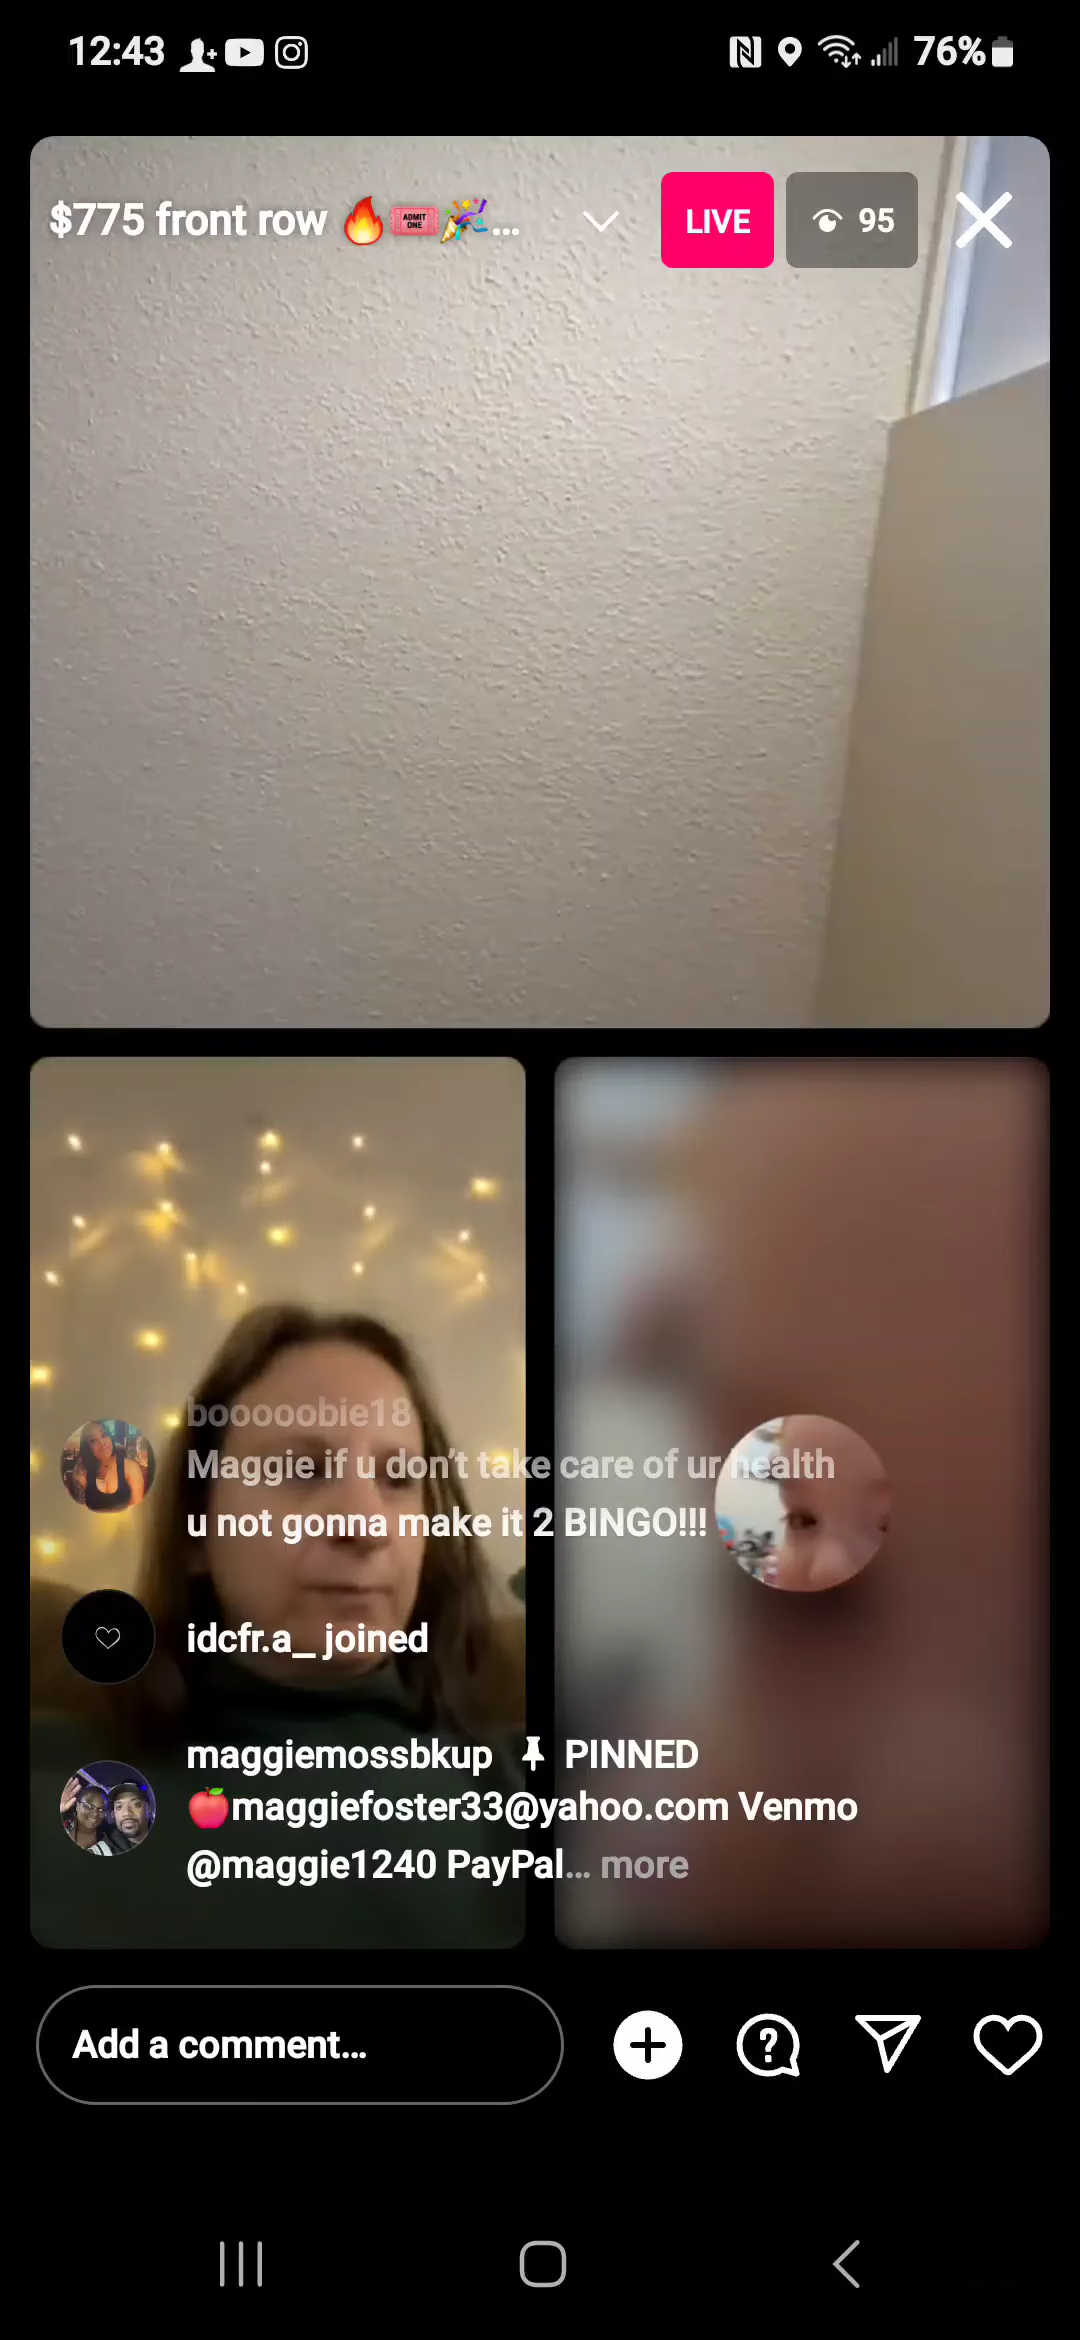 12:43 76%
$775 front row 🔥🎟️🎉... LIVE 95
booooobie18
Maggie if u don't take care of ur health
u not gonna make it 2 BINGO!!!
idcfr.a_ joined
maggiemossbkup 📌 PINNED
🍎maggiefoster33@yahoo.com Venmo
@maggie1240 PayPal... more
Add a comment...